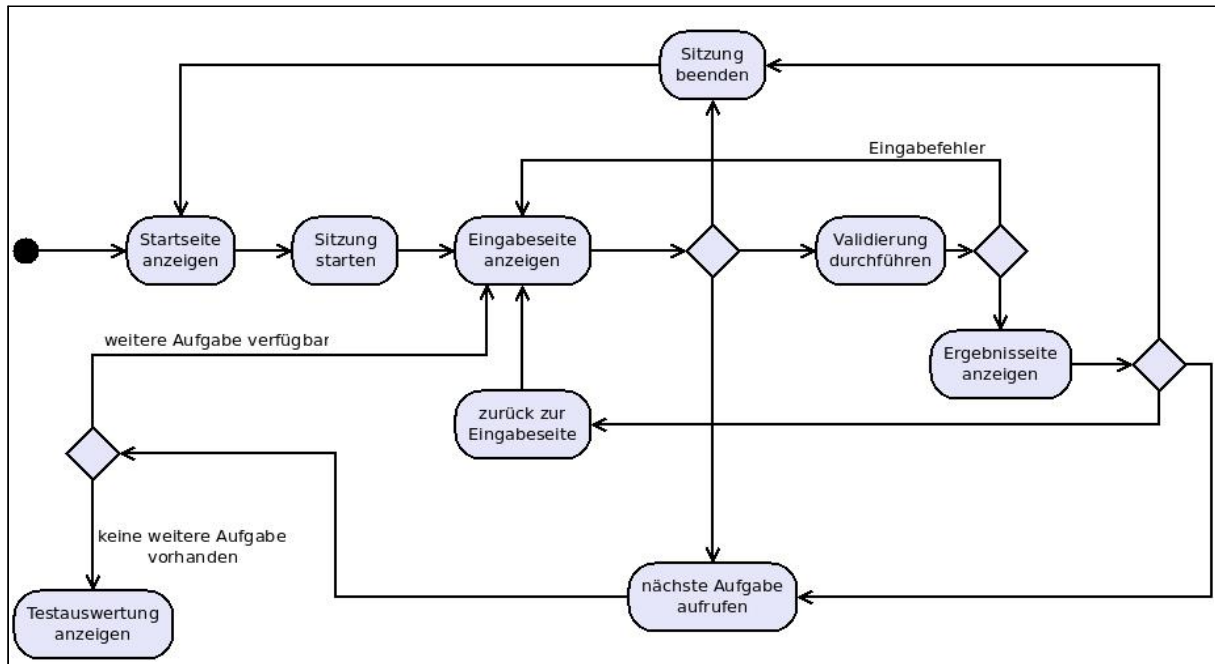 Sitzung
beenden
Eingabefehler
Startseite
anzeigen
Sitzung
starten
Eingabeseite
anzeigen
Validierung
durchführen
weitere Aufgabe verfügbar
Ergebnisseite
anzeigen
zurück zur
Eingabeseite
keine weitere Aufgabe
vorhanden
nächste Aufgabe
aufrufen
Testauswertung
anzeigen